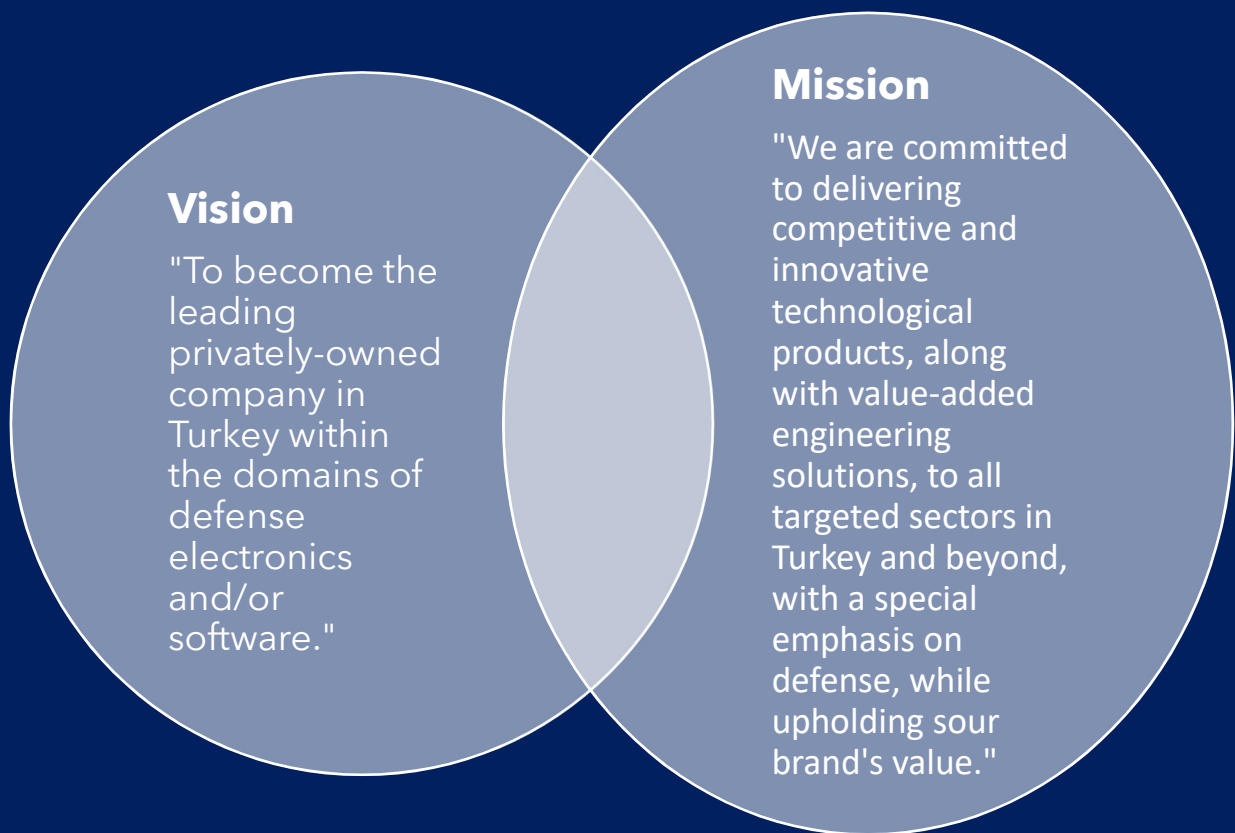 Vision
"To become the
leading
privately-owned
company in
Turkey within
the domains of
defense
electronics
and/or
software."
Mission
"We are committed
to delivering
competitive and
innovative
technological
products, along
with value-added
engineering
solutions, to all
targeted sectors in
Turkey and beyond,
with a special
emphasis on
defense, while
upholding sour
brand's value."